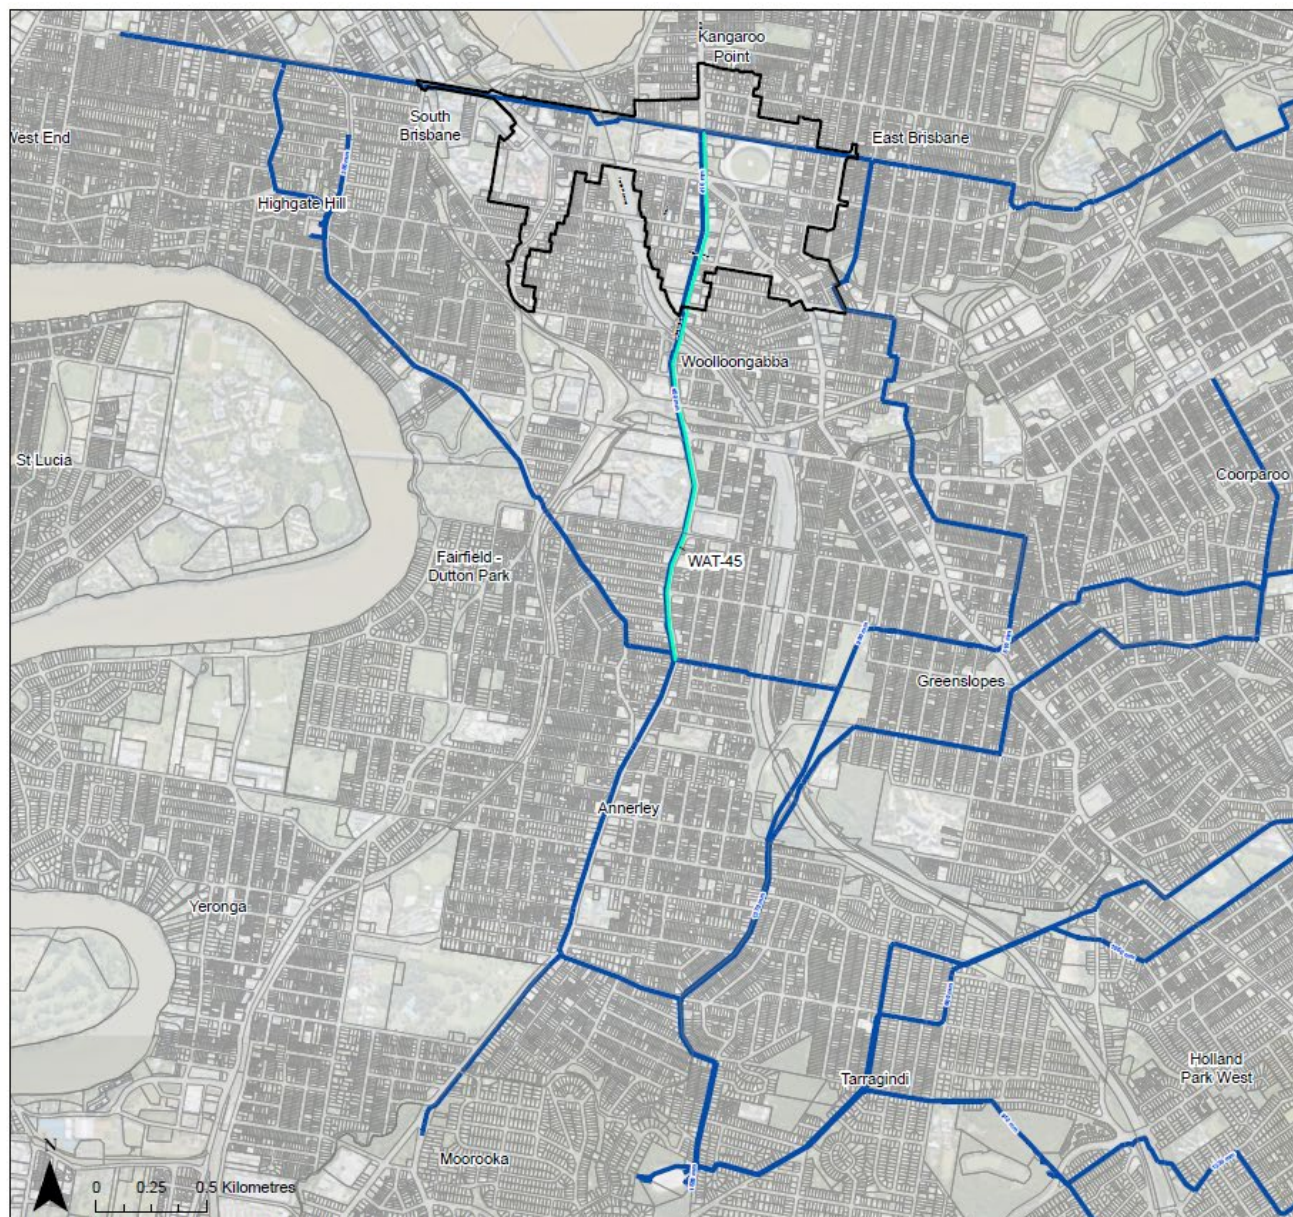 Kangaroo
Point
South
Brisbane
West End
East Brisbane
Highgate Hill
Woolloongabba
St Lucia
Coorparoo
Fairfield -
Dutton Park
WAT-45
Greenslopes
Annerley
Yeronga
Holland
Park West
Tarragindi
Moorooka
N
0 0.25 0.5 Kilometres